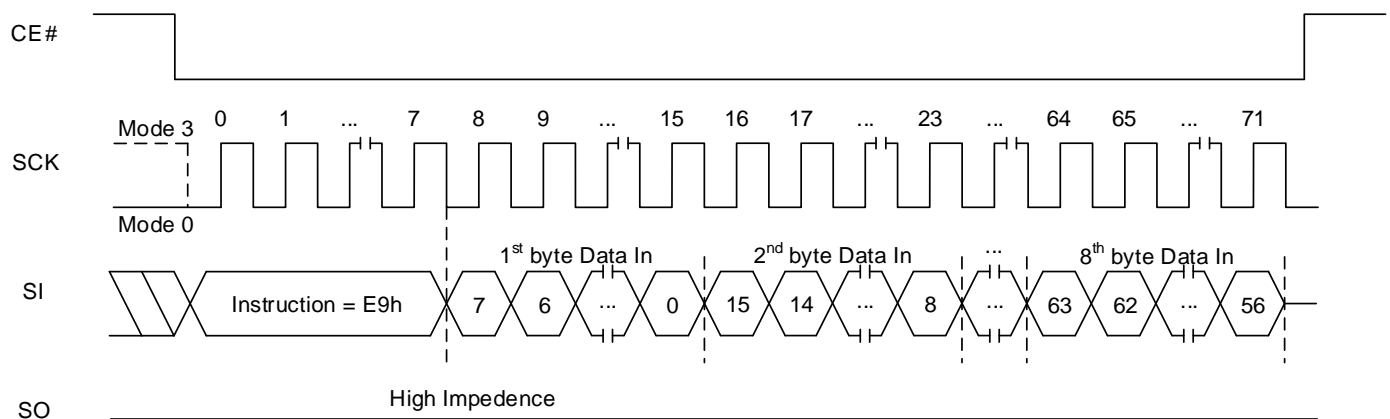 CE#
0 1 ... 7 8 9 ... 15 16 17 ... 23 ... 64 65 ... 71
Mode 3
SCK
Mode 0
1st byte Data In 2nd byte Data In ... 8th byte Data In
SI Instruction = E9h 7 6 ... 0 15 14 ... 8 ... 63 62 ... 56
High Impedence
SO